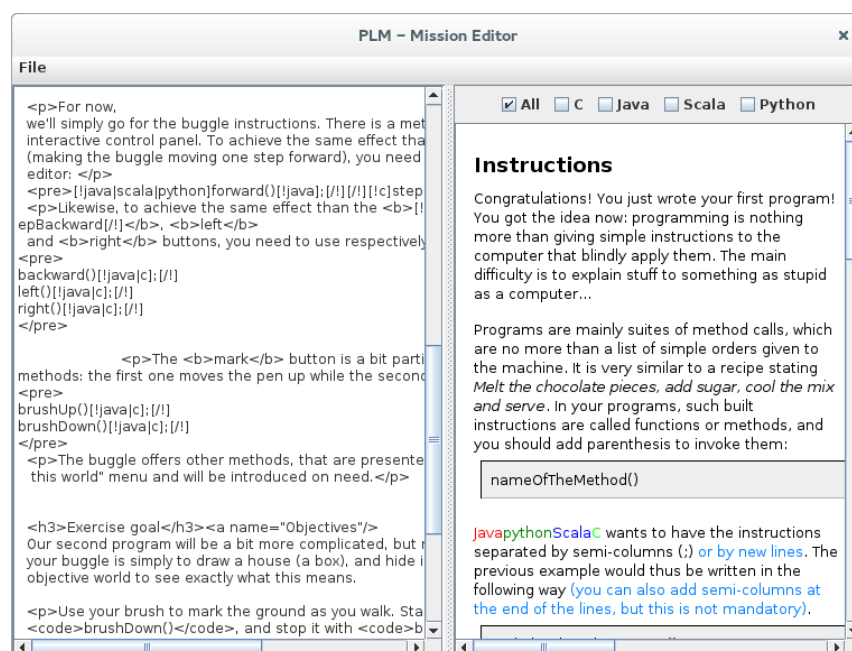 PLM – Mission Editor
File
<p>For now,
we'll simply go for the buggle instructions. There is a met
interactive control panel. To achieve the same effect tha
(making the buggle moving one step forward), you need
editor: </p>
<pre>[!java|scala|python]forward()[!java];[/!][/!][!c]step
<p>Likewise, to achieve the same effect than the <b>[!
epBackward[/!]</b>, <b>left</b>
and <b>right</b> buttons, you need to use respectively
<pre>
backward()[!java|c];[/!]
left()[!java|c];[/!]
right()[!java|c];[/!]
</pre>
<p>The <b>mark</b> button is a bit parti
methods: the first one moves the pen up while the second
<pre>
brushUp()[!java|c];[/!]
brushDown()[!java|c];[/!]
</pre>
<p>The buggle offers other methods, that are presente
this world" menu and will be introduced on need.</p>
<h3>Exercise goal</h3><a name="Objectives"/>
Our second program will be a bit more complicated, but
your buggle is simply to draw a house (a box), and hide i
objective world to see exactly what this means.
<p>Use your brush to mark the ground as you walk. Sta
<code>brushDown()</code>, and stop it with <code>b
All C Java Scala Python
Instructions
Congratulations! You just wrote your first program!
You got the idea now: programming is nothing
more than giving simple instructions to the
computer that blindly apply them. The main
difficulty is to explain stuff to something as stupid
as a computer...
Programs are mainly suites of method calls, which
are no more than a list of simple orders given to
the machine. It is very similar to a recipe stating
Melt the chocolate pieces, add sugar, cool the mix
and serve. In your programs, such built
instructions are called functions or methods, and
you should add parenthesis to invoke them:
nameOfTheMethod()
JavapythonScalaC wants to have the instructions
separated by semi-columns (;) or by new lines. The
previous example would thus be written in the
following way (you can also add semi-columns at
the end of the lines, but this is not mandatory).